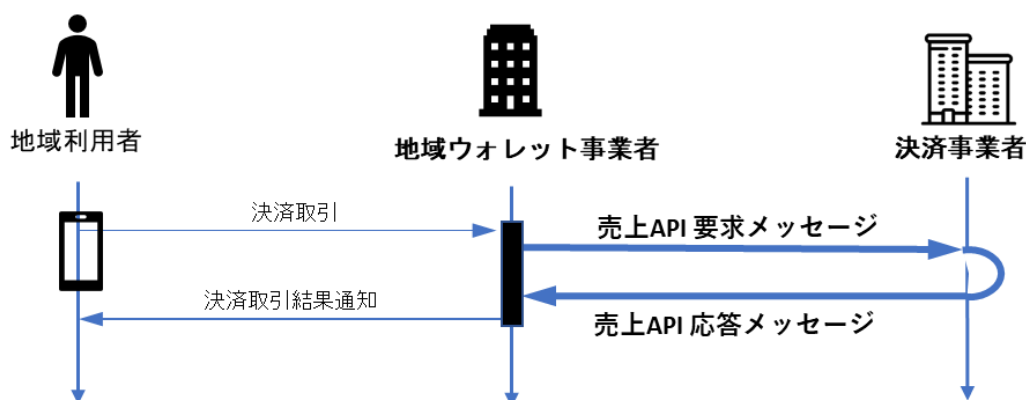 地域利用者
地域ウォレット事業者
決済事業者
決済取引
売上API 要求メッセージ
決済取引結果通知
売上API 応答メッセージ